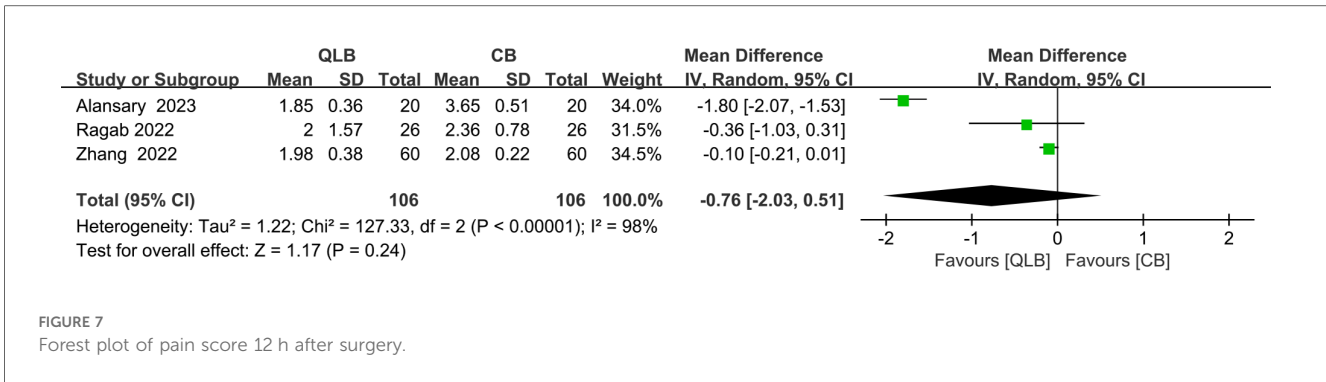 QLB CB Mean Difference Mean Difference
Study or Subgroup Mean SD Total Mean SD Total Weight IV, Random, 95% CI IV, Random, 95% CI
Alansary 2023 1.85 0.36 20 3.65 0.51 20 34.0% -1.80 [-2.07, -1.53]
Ragab 2022 2 1.57 26 2.36 0.78 26 31.5% -0.36 [-1.03, 0.31]
Zhang 2022 1.98 0.38 60 2.08 0.22 60 34.5% -0.10 [-0.21, 0.01]
Total (95% CI) 106 106 100.0% -0.76 [-2.03, 0.51]
Heterogeneity: Tau² = 1.22; Chi² = 127.33, df = 2 (P < 0.00001); I² = 98%
Test for overall effect: Z = 1.17 (P = 0.24)
-2 -1 0 1 2
Favours [QLB] Favours [CB]
FIGURE 7
Forest plot of pain score 12 h after surgery.